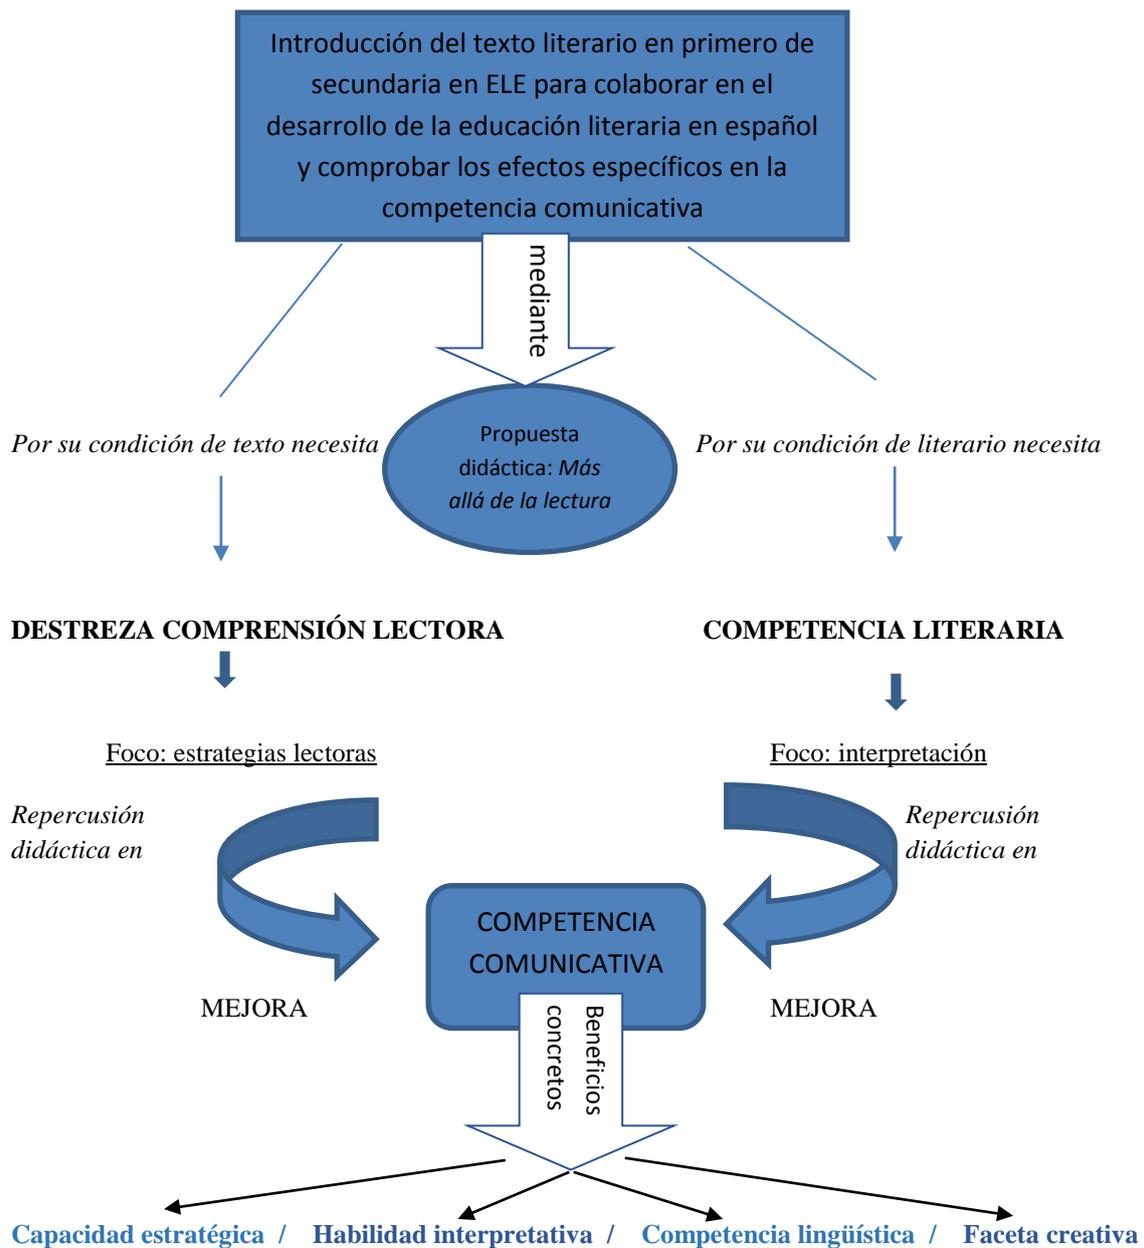 Introducción del texto literario en primero de
secundaria en ELE para colaborar en el
desarrollo de la educación literaria en español
y comprobar los efectos específicos en la
competencia comunicativa
mediante
Por su condición de texto necesita
Propuesta
didáctica: Más
allá de la lectura
Por su condición de literario necesita
DESTREZA COMPRENSIÓN LECTORA
COMPETENCIA LITERARIA
Foco: estrategias lectoras
Foco: interpretación
Repercusión
didáctica en
Repercusión
didáctica en
COMPETENCIA
COMUNICATIVA
MEJORA
MEJORA
Beneficios
concretos
Capacidad estratégica / Habilidad interpretativa / Competencia lingüística / Faceta creativa